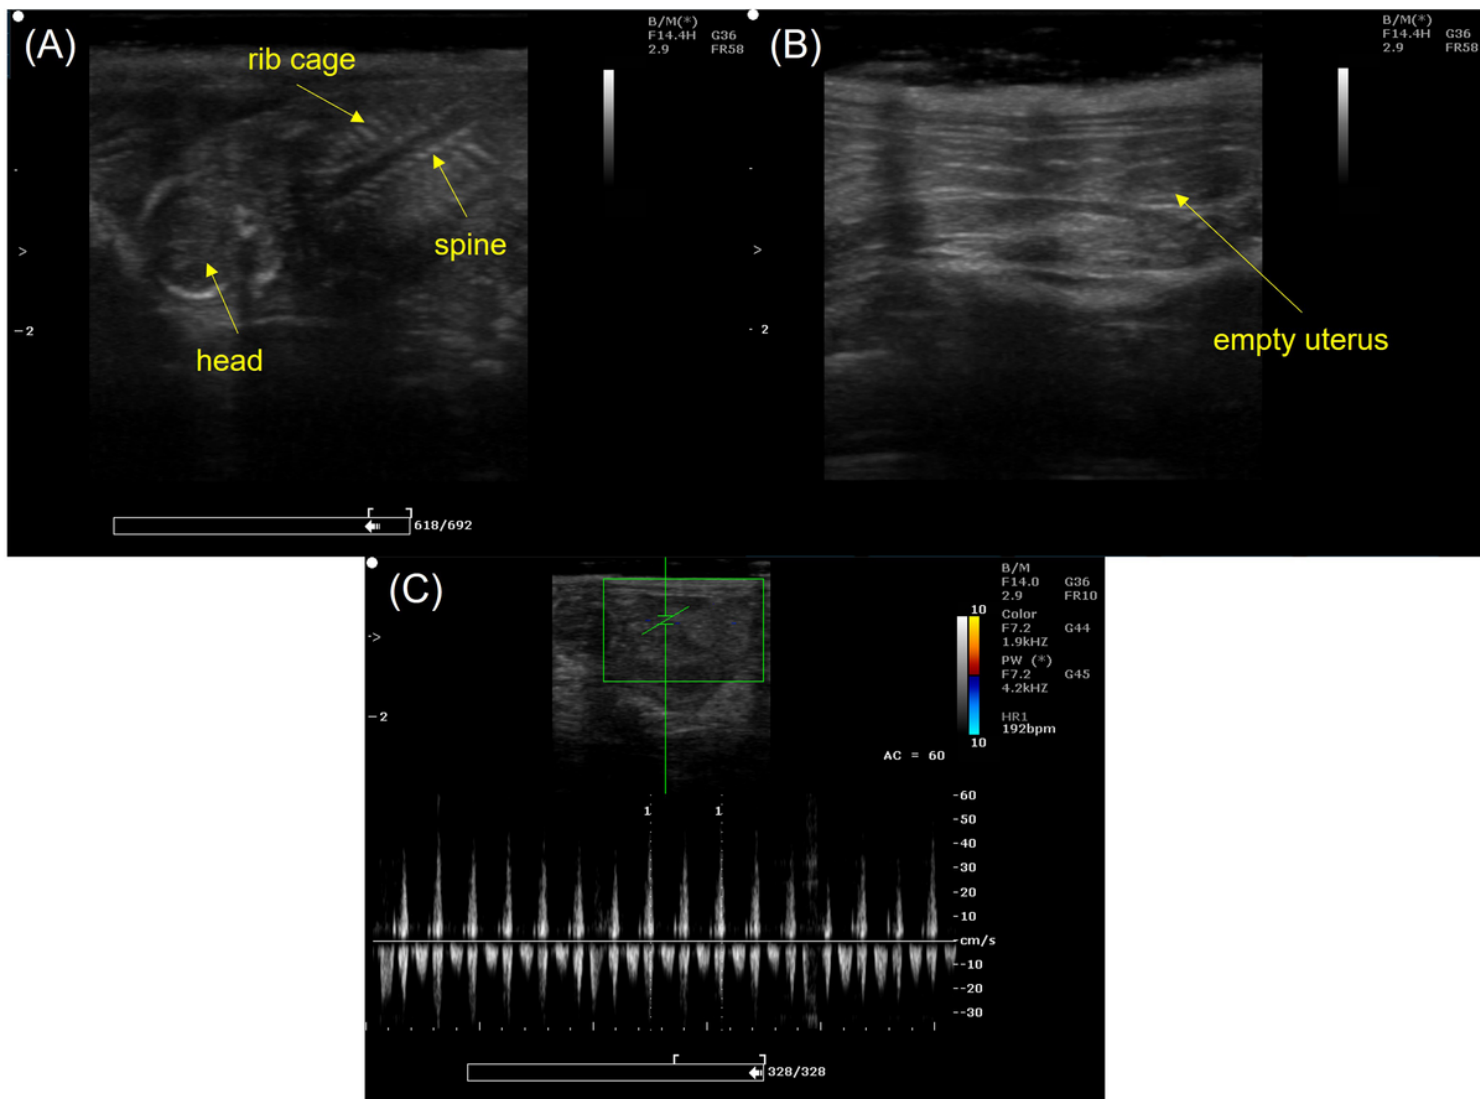 (A)
rib cage
spine
head
B/M(*)
F14.4H G36
2.9 FR58
>
-2
618/692
(B)
empty uterus
B/M(*)
F14.4H G36
2.9 FR58
>
- 2
(C)
B/M
F14.0 G36
2.9 FR10
Color
F7.2 G44
1.9kHZ
PW (*)
F7.2 G45
4.2kHZ
HR1
192bpm
10
10
AC = 60
->
-2
1 1
-60
-50
-40
-30
-20
-10
-cm/s
--10
--20
--30
328/328